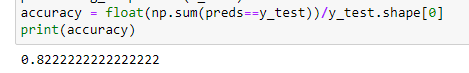 accuracy = float(np.sum(preds==y_test))/y_test.shape[0]
print(accuracy)
0.8222222222222222